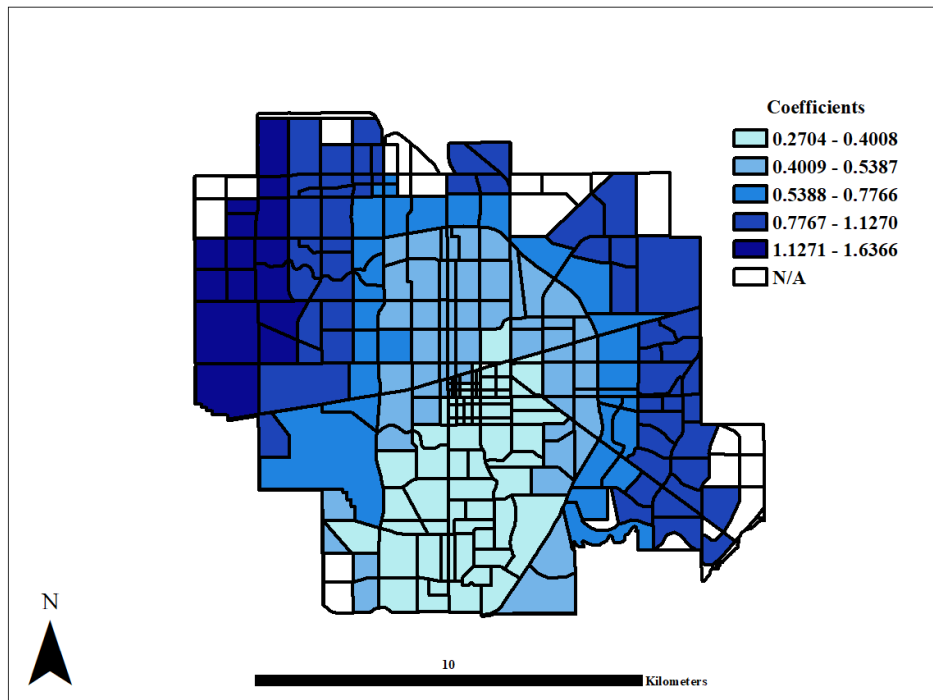 Coefficients
0.2704 - 0.4008
0.4009 - 0.5387
0.5388 - 0.7766
0.7767 - 1.1270
1.1271 - 1.6366
N/A
N
10
Kilometers